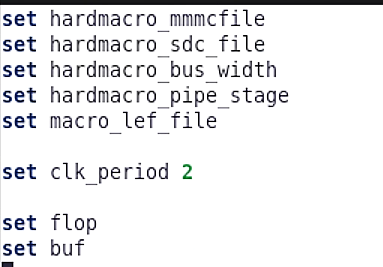 set hardmacro_mmmcfile
set hardmacro_sdc_file
set hardmacro_bus_width
set hardmacro_pipe_stage
set macro_lef_file
set clk_period 2
set flop
set buf